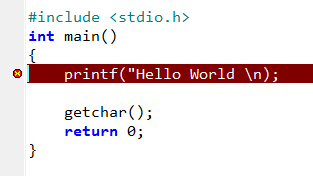 #include <stdio.h>
int main()
{
printf("Hello World \n);
getchar();
return 0;
}